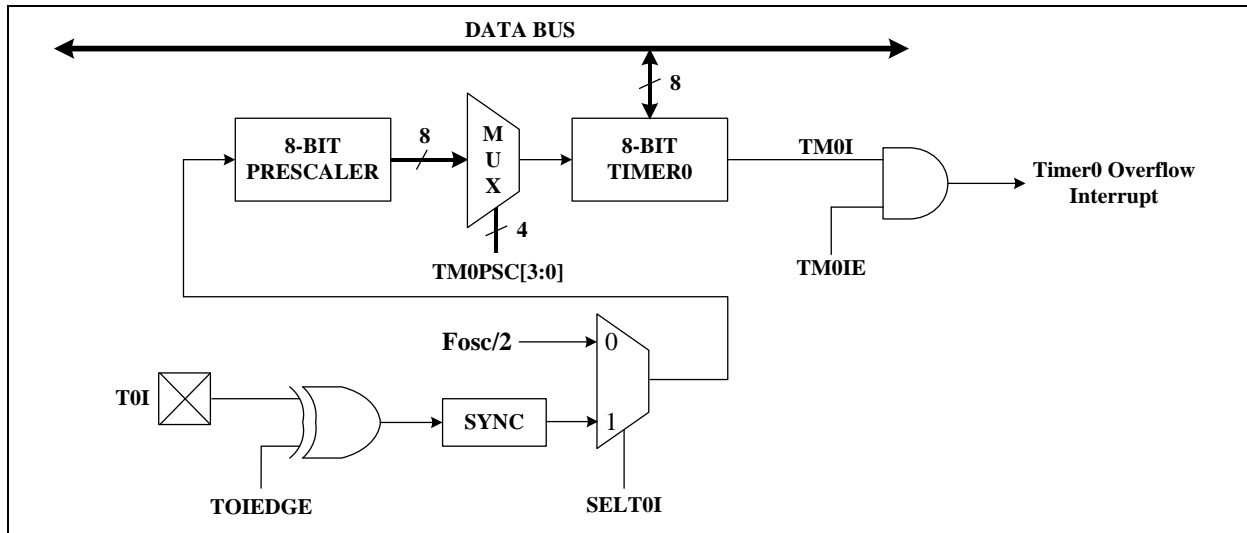 DATA BUS
8
8-BIT
PRESCALER
8
M
U
X
8-BIT
TIMER0
TM0I
Timer0 Overflow
Interrupt
4
TM0PSC[3:0]
TM0IE
Fosc/2
0
T0I
SYNC
1
TOIEDGE
SELT0I